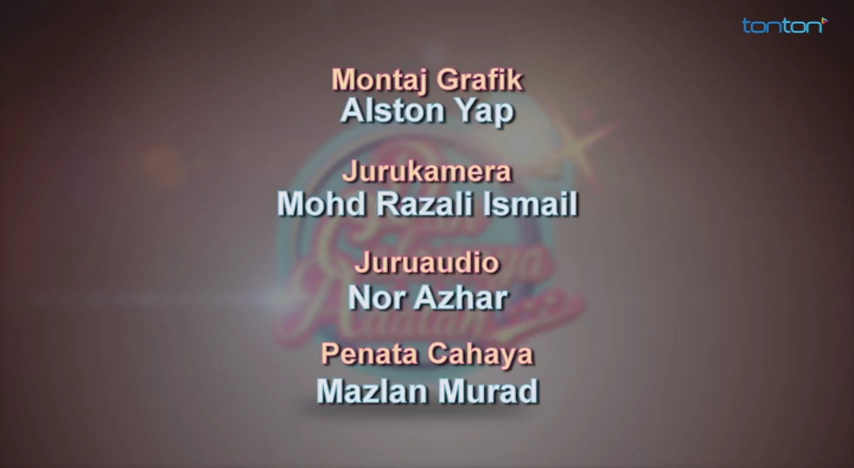 tonton
Montaj Grafik
Alston Yap
Jurukamera
Mohd Razali Ismail
Juruaudio
Nor Azhar
Penata Cahaya
Mazlan Murad